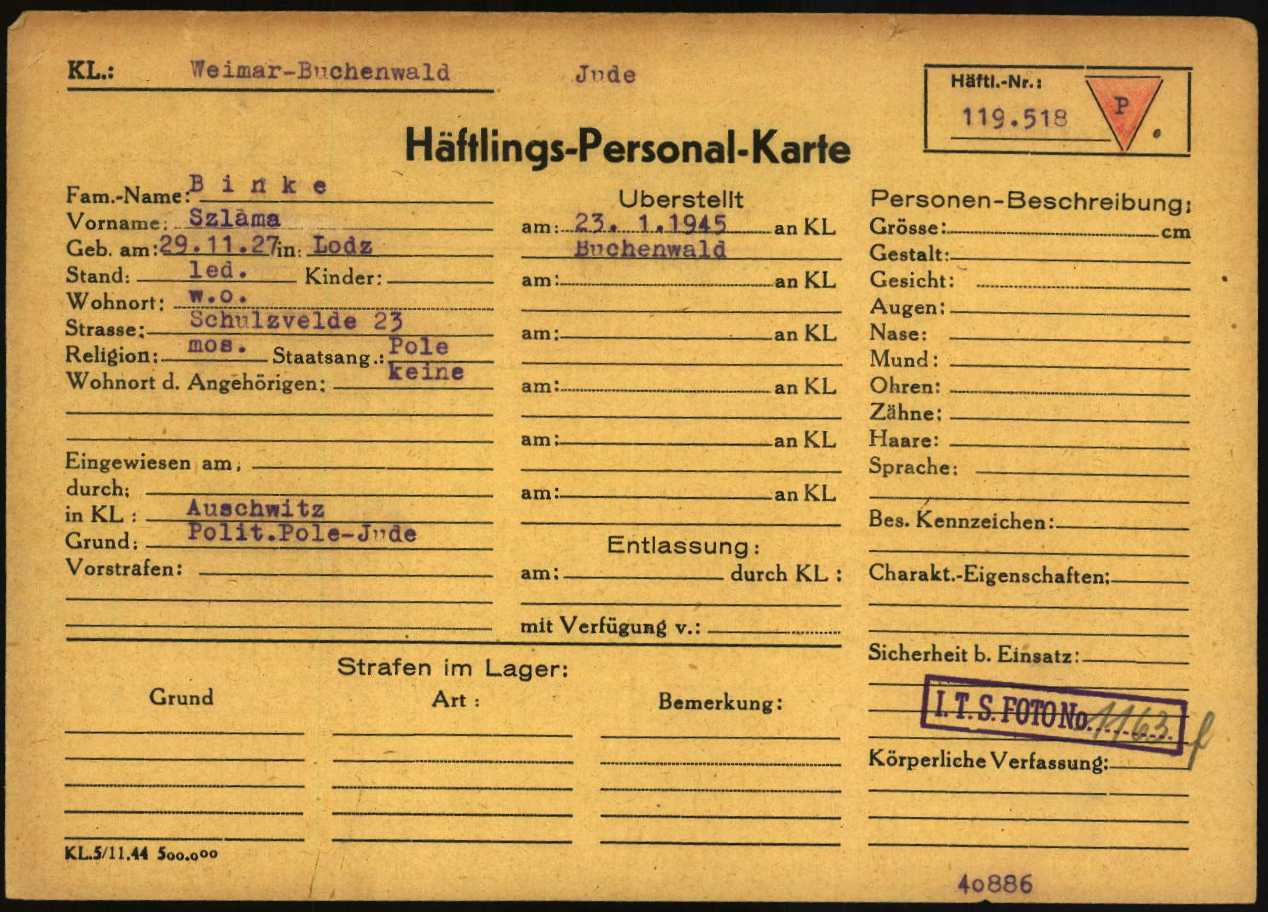 KL.: Weimar-Buchenwald Jude
Häftl.-Nr.:
119.518 P
Häftlings-Personal-Karte
Fam.-Name: Binke
Vorname: Szlama
Geb. am: 29.11.27 in: Lodz
Stand: led. Kinder:
Wohnort: w.o.
Strasse: Schulzvelde 23
Religion: mos. Staatsang.: Pole
Wohnort d. Angehörigen: keine
Eingewiesen am:
durch:
in KL: Auschwitz
Grund: Polit.Pole-Jude
Vorstrafen:
Uberstellt
am: 23. 1.1945 an KL
Buchenwald
am: an KL
am: an KL
am: an KL
am: an KL
am: an KL
Entlassung:
am: durch KL:
mit Verfügung v.:
Personen-Beschreibung:
Grösse: cm
Gestalt:
Gesicht:
Augen:
Nase:
Mund:
Ohren:
Zähne:
Haare:
Sprache:
Bes. Kennzeichen:
Charakt.-Eigenschaften:
Sicherheit b. Einsatz:
I.T.S. FOTO No. 1163
Körperliche Verfassung:
Strafen im Lager:
Grund Art: Bemerkung:
KL.5/11.44 500.000
40886